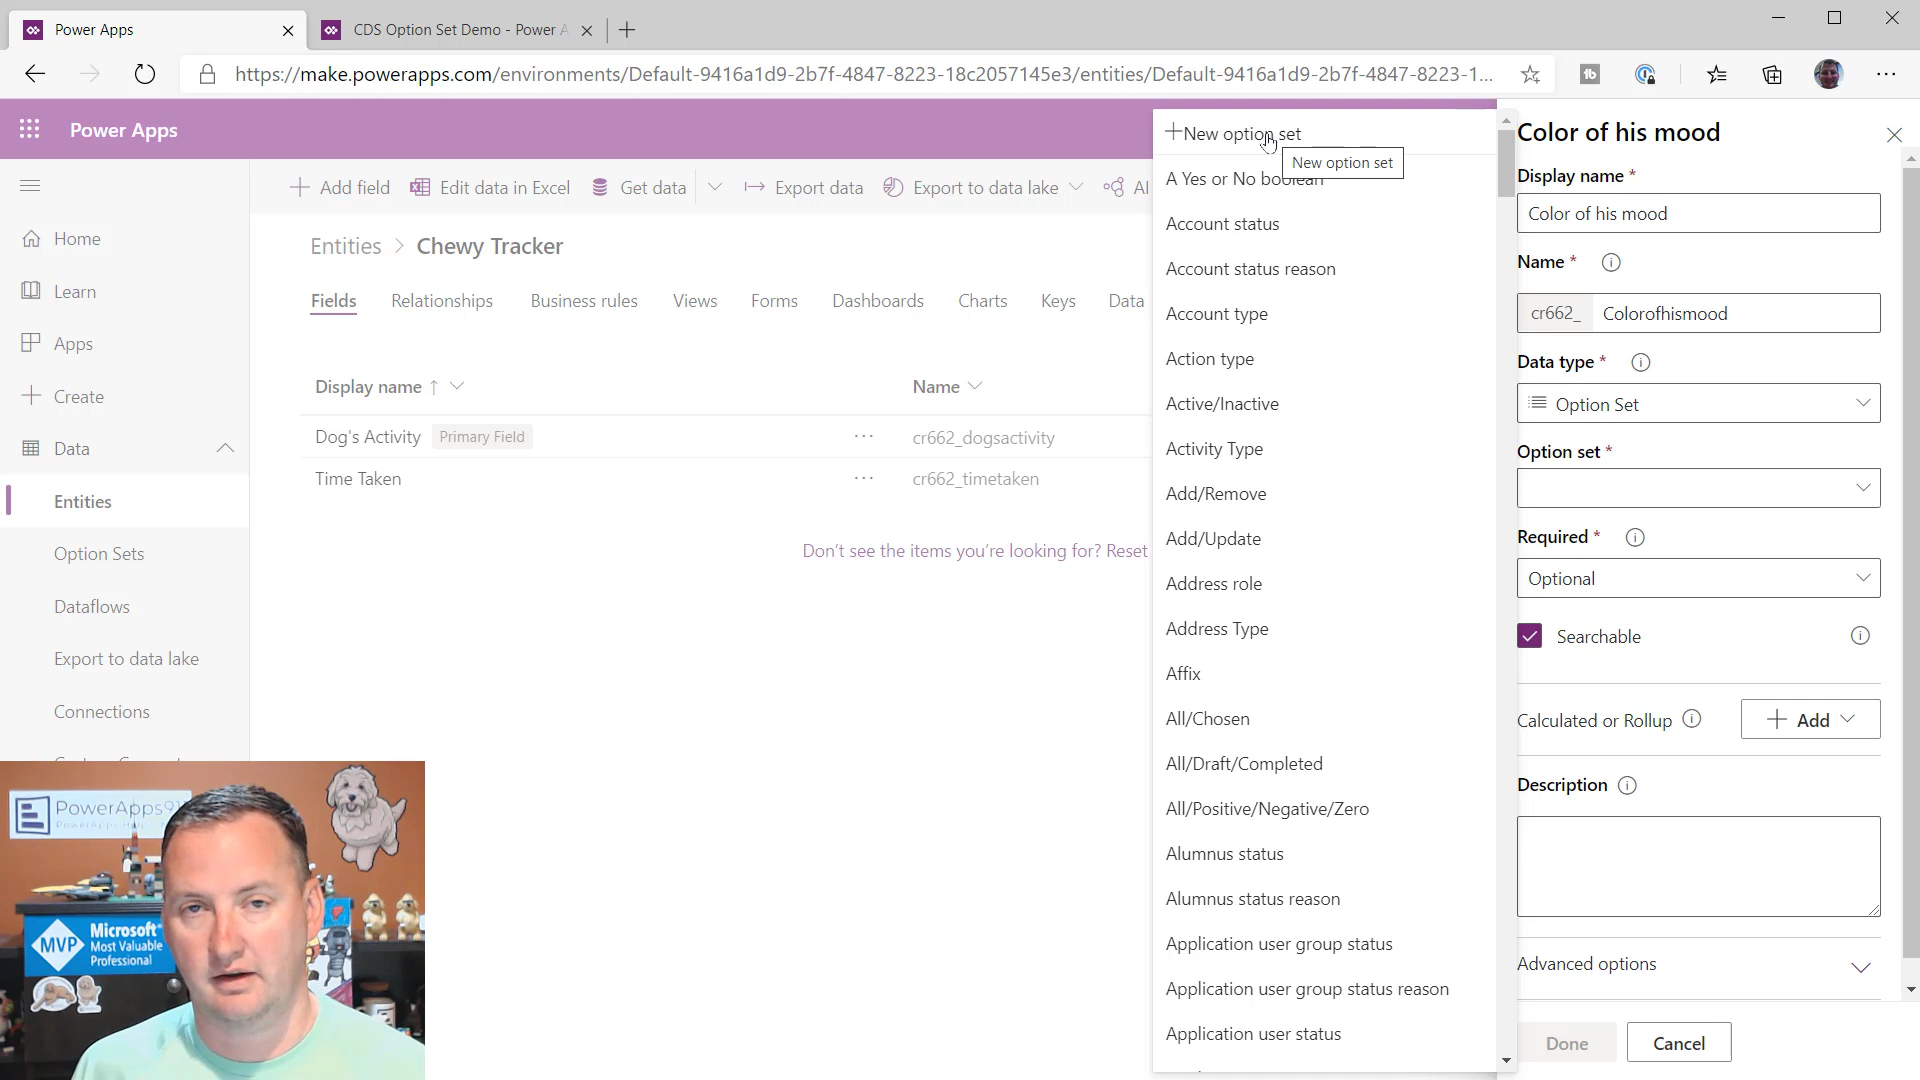 Power Apps
CDS Option Set Demo - Power A
https://make.powerapps.com/environments/Default-9416a1d9-2b7f-4847-8223-18c2057145e3/entities/Default-9416a1d9-2b7f-4847-8223-1...
Power Apps
Add field
Edit data in Excel
Get data
Export data
Export to data lake
AI
Home
Learn
Apps
Create
Data
Entities
Option Sets
Dataflows
Export to data lake
Connections
Entities > Chewy Tracker
Fields
Relationships
Business rules
Views
Forms
Dashboards
Charts
Keys
Data
Display name
Name
Dog's Activity
Primary Field
cr662_dogsactivity
Time Taken
cr662_timetaken
Don't see the items you're looking for? Reset
New option set
New option set
A Yes or No boolean
Account status
Account status reason
Account type
Action type
Active/Inactive
Activity Type
Add/Remove
Add/Update
Address role
Address Type
Affix
All/Chosen
All/Draft/Completed
All/Positive/Negative/Zero
Alumnus status
Alumnus status reason
Application user group status
Application user group status reason
Application user status
Color of his mood
Display name *
Color of his mood
Name *
cr662_
Colorofhismood
Data type *
Option Set
Option set *
Required *
Optional
Searchable
Calculated or Rollup
Add
Description
Advanced options
Done
Cancel
PowerApps91
MVP
Microsoft
Most Valuable
Professional